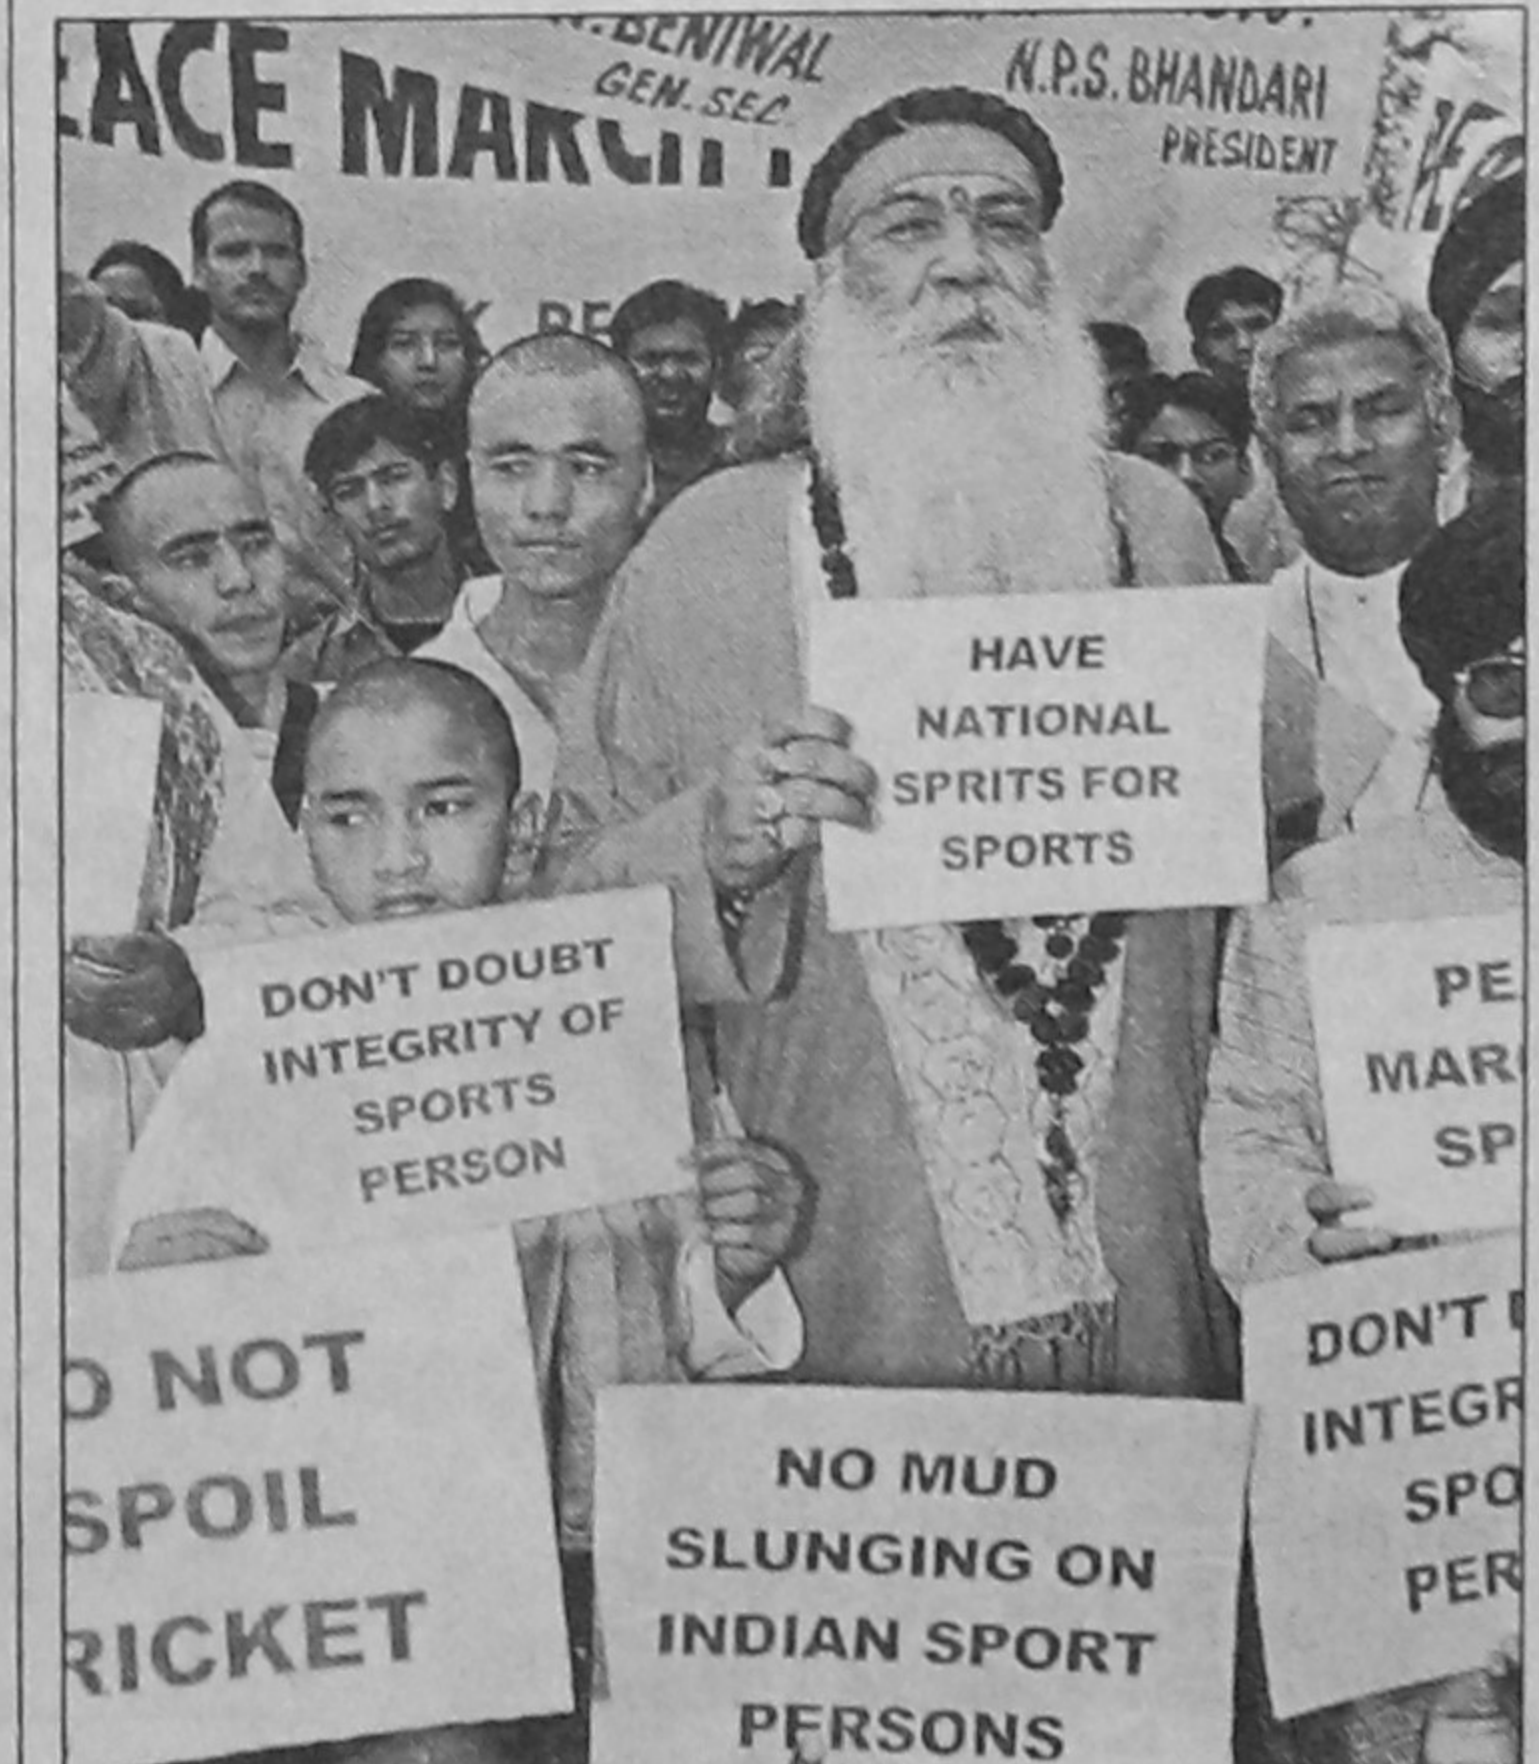 BENIWAL
GEN. SEC
N.P.S. BHANDARI
PRESIDENT
EACE MARCH
HAVE
NATIONAL
SPRITS FOR
SPORTS
DON'T DOUBT
INTEGRITY OF
SPORTS
PERSON
PE
MAR
SP
O NOT
SPOIL
RICKET
NO MUD
SLUNGING ON
INDIAN SPORT
PERSONS
DON'T
INTEGR
SPO
PER